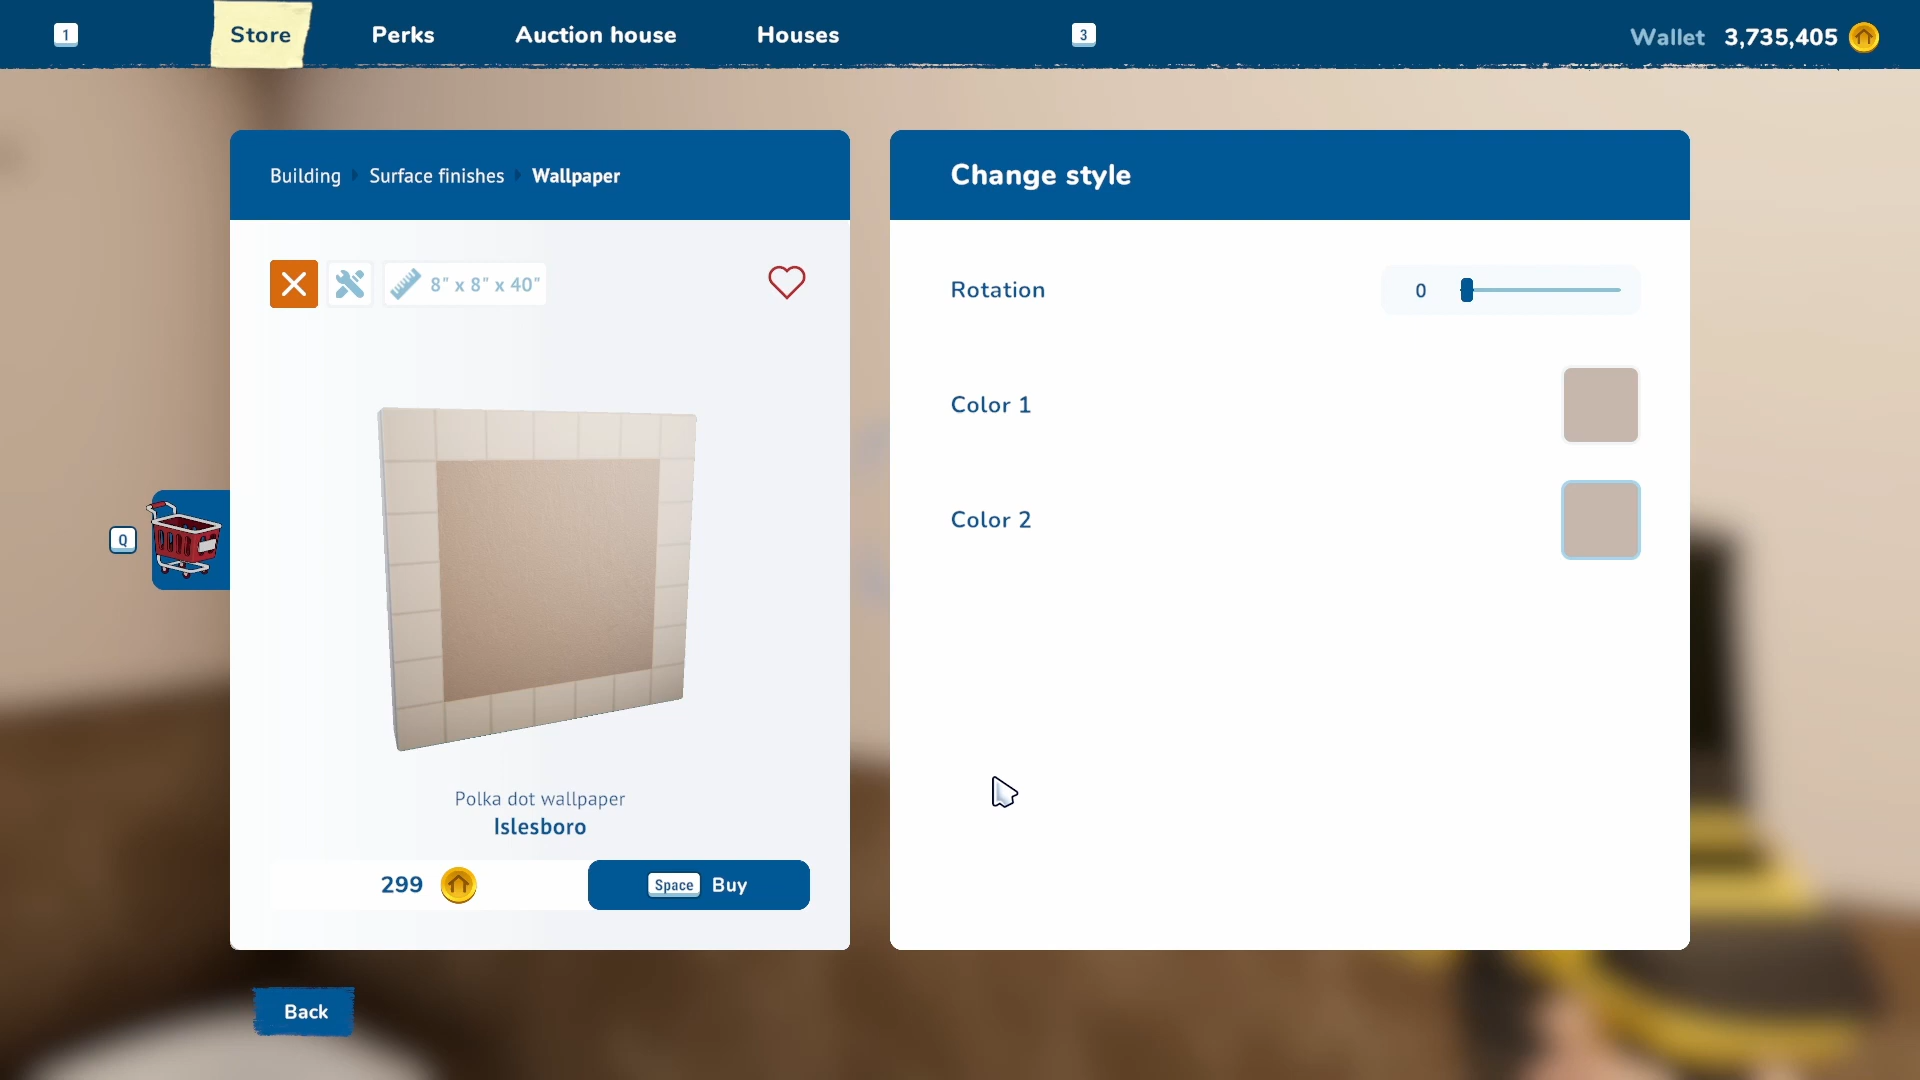 1
Store
Perks
Auction house
Houses
3
Wallet 3,735,405
Building Surface finishes Wallpaper
8" x 8" x 40"
Polka dot wallpaper
Islesboro
299
Space Buy
Q
Change style
Rotation 0
Color 1
Color 2
Back